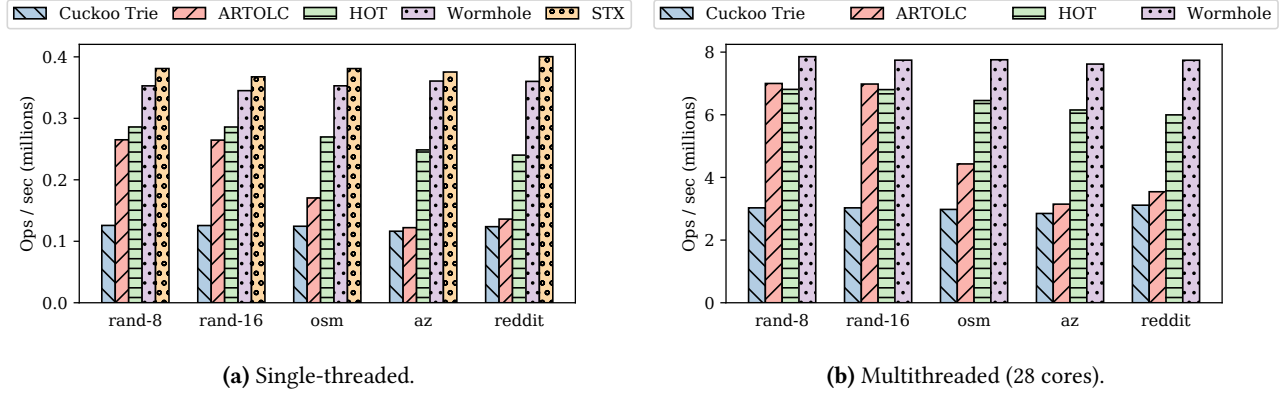 Cuckoo Trie ARTOLC HOT Wormhole STX
Ops / sec (millions)
0.4
0.3
0.2
0.1
0.0
rand-8 rand-16 osm az reddit
(a) Single-threaded.
Cuckoo Trie ARTOLC HOT Wormhole
Ops / sec (millions)
8
6
4
2
0
rand-8 rand-16 osm az reddit
(b) Multithreaded (28 cores).